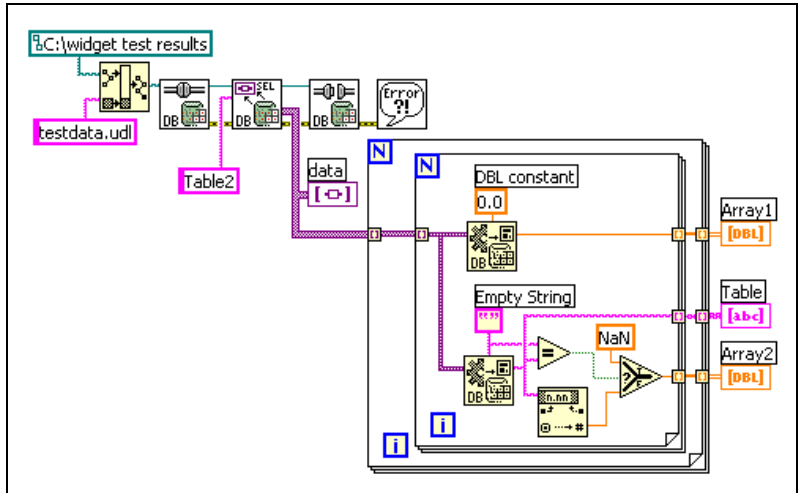 C:\widget test results
testdata.udl
DB
SEL
DB
DB
Error
?!
Table2
data
N
N
DBL constant
0.0
DB
Array1
[DBL]
Empty String
""
DB
=
NaN
?
T
F
n.nn
#
Table
[abc]
Array2
[DBL]
i
i